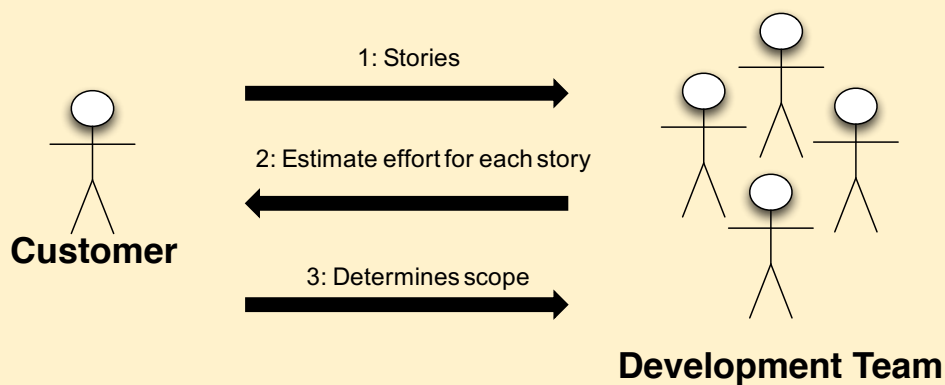 1: Stories
2: Estimate effort for each story
Customer
3: Determines scope
Development Team